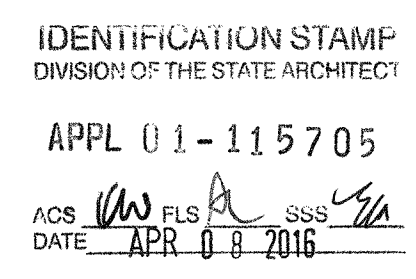 IDENTIFICATION STAMP
DIVISION OF THE STATE ARCHITECT
APPL 01-115705
ACS FLS SSS
DATE APR 08 2016